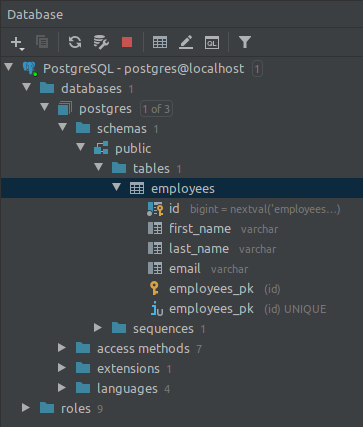 Database
QL
PostgreSQL - postgres@localhost 1
databases 1
postgres 1 of 3
schemas 1
public
tables 1
employees
id bigint = nextval('employees...)
first_name varchar
last_name varchar
email varchar
employees_pk (id)
employees_pk (id) UNIQUE
sequences 1
access methods 7
extensions 1
languages 4
roles 9